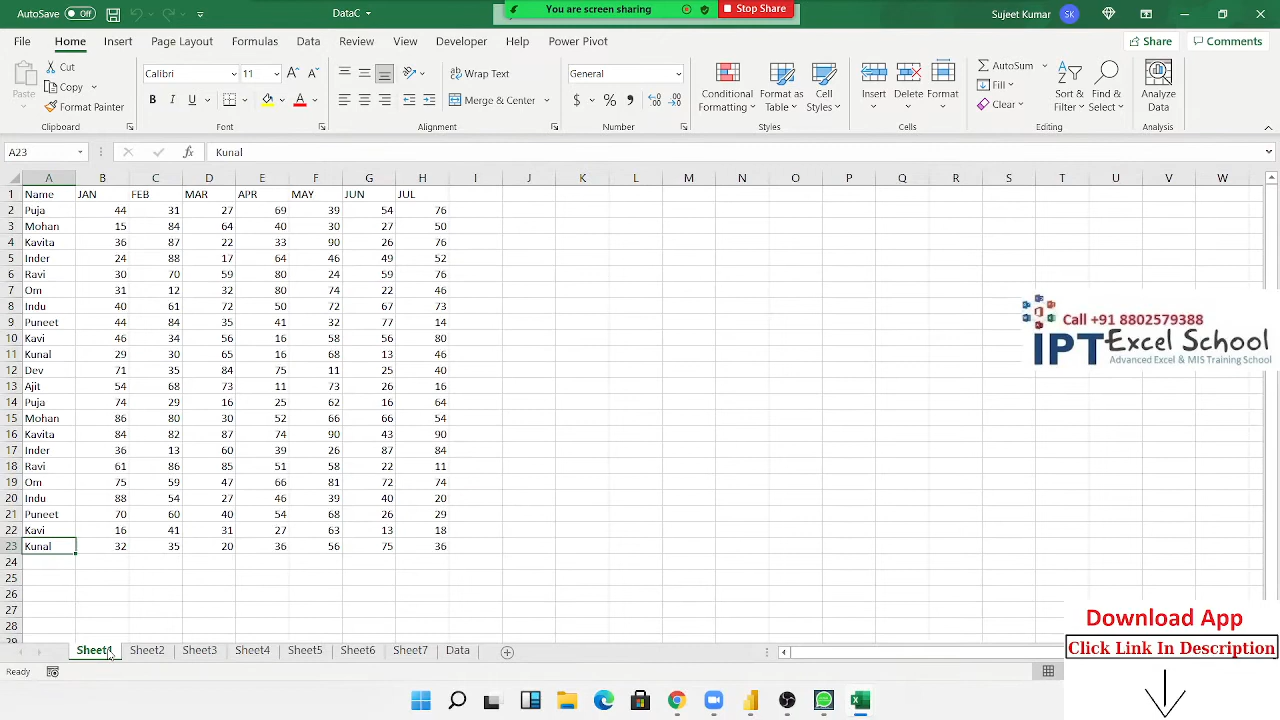 AutoSave Off DataC You are screen sharing Stop Share Sujeet Kumar SK
File Home Insert Page Layout Formulas Data Review View Developer Help Power Pivot Share Comments
Paste Cut Copy Format Painter Clipboard
Calibri 11 B I U A A A Font
Wrap Text Merge & Center Alignment
General $ % , Number
Conditional Formatting Format as Table Cell Styles Styles
Insert Delete Format Cells
AutoSum Fill Clear Sort & Filter Find & Select Editing
Analyze Data Analysis
A23 fx Kunal
A B C D E F G H I J K L M N O P Q R S T U V W
1 Name JAN FEB MAR APR MAY JUN JUL
2 Puja 44 31 27 69 39 54 76
3 Mohan 15 84 64 40 30 27 50
4 Kavita 36 87 22 33 90 26 76
5 Inder 24 88 17 64 46 49 52
6 Ravi 30 70 59 80 24 59 76
7 Om 31 12 32 80 74 22 46
8 Indu 40 61 72 50 72 67 73
9 Puneet 44 84 35 41 32 77 14
10 Kavi 46 34 56 16 58 56 80
11 Kunal 29 30 65 16 68 13 46
12 Dev 71 35 84 75 11 25 40
13 Ajit 54 68 73 11 73 26 16
14 Puja 74 29 16 25 62 16 64
15 Mohan 86 80 30 52 66 66 54
16 Kavita 84 82 87 74 90 43 90
17 Inder 36 13 60 39 26 87 84
18 Ravi 61 86 85 51 58 22 11
19 Om 75 59 47 66 81 72 74
20 Indu 88 54 27 46 39 40 20
21 Puneet 70 60 40 54 68 26 29
22 Kavi 16 41 31 27 63 13 18
23 Kunal 32 35 20 36 56 75 36
24
25
26
27
28
29
Call +91 8802579388
IPT Excel School
Advanced Excel & MIS Training School
Download App
Click Link In Description
Sheet1 Sheet2 Sheet3 Sheet4 Sheet5 Sheet6 Sheet7 Data
Ready